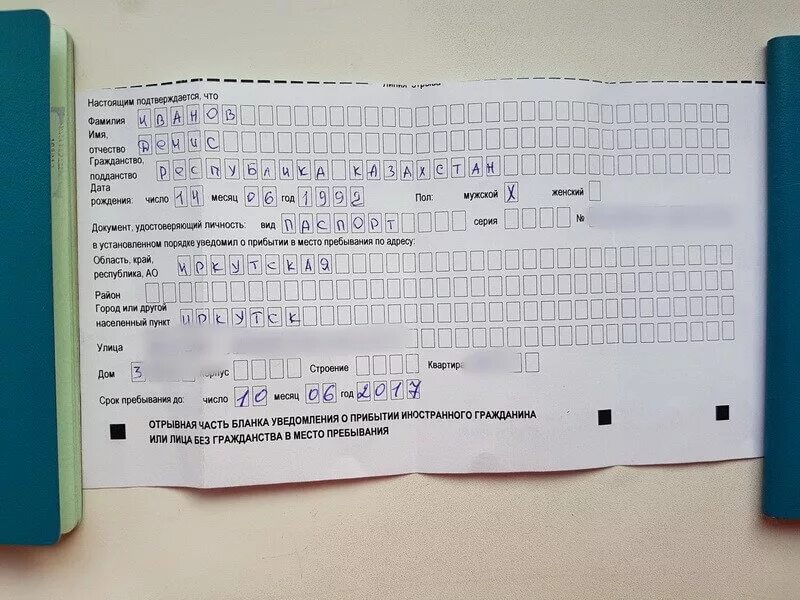 Линия отрыва
Настоящим подтверждается, что
Фамилия ИВАНОВ
Имя, отчество ДЕНИС
Гражданство, подданство РЕСПУБЛИКА КАЗАХСТАН
Дата рождения: число 14 месяц 06 год 1992 Пол: мужской X женский
Документ, удостоверяющий личность: вид ПАСПОРТ серия №
в установленном порядке уведомил о прибытии в место пребывания по адресу:
Область, край, республика, АО ИРКУТСКАЯ
Район
Город или другой населенный пункт ИРКУТСК
Улица
Дом 3 Строение Квартира
Срок пребывания до: число 10 месяц 06 год 2017
ОТРЫВНАЯ ЧАСТЬ БЛАНКА УВЕДОМЛЕНИЯ О ПРИБЫТИИ ИНОСТРАННОГО ГРАЖДАНИНА
ИЛИ ЛИЦА БЕЗ ГРАЖДАНСТВА В МЕСТО ПРЕБЫВАНИЯ